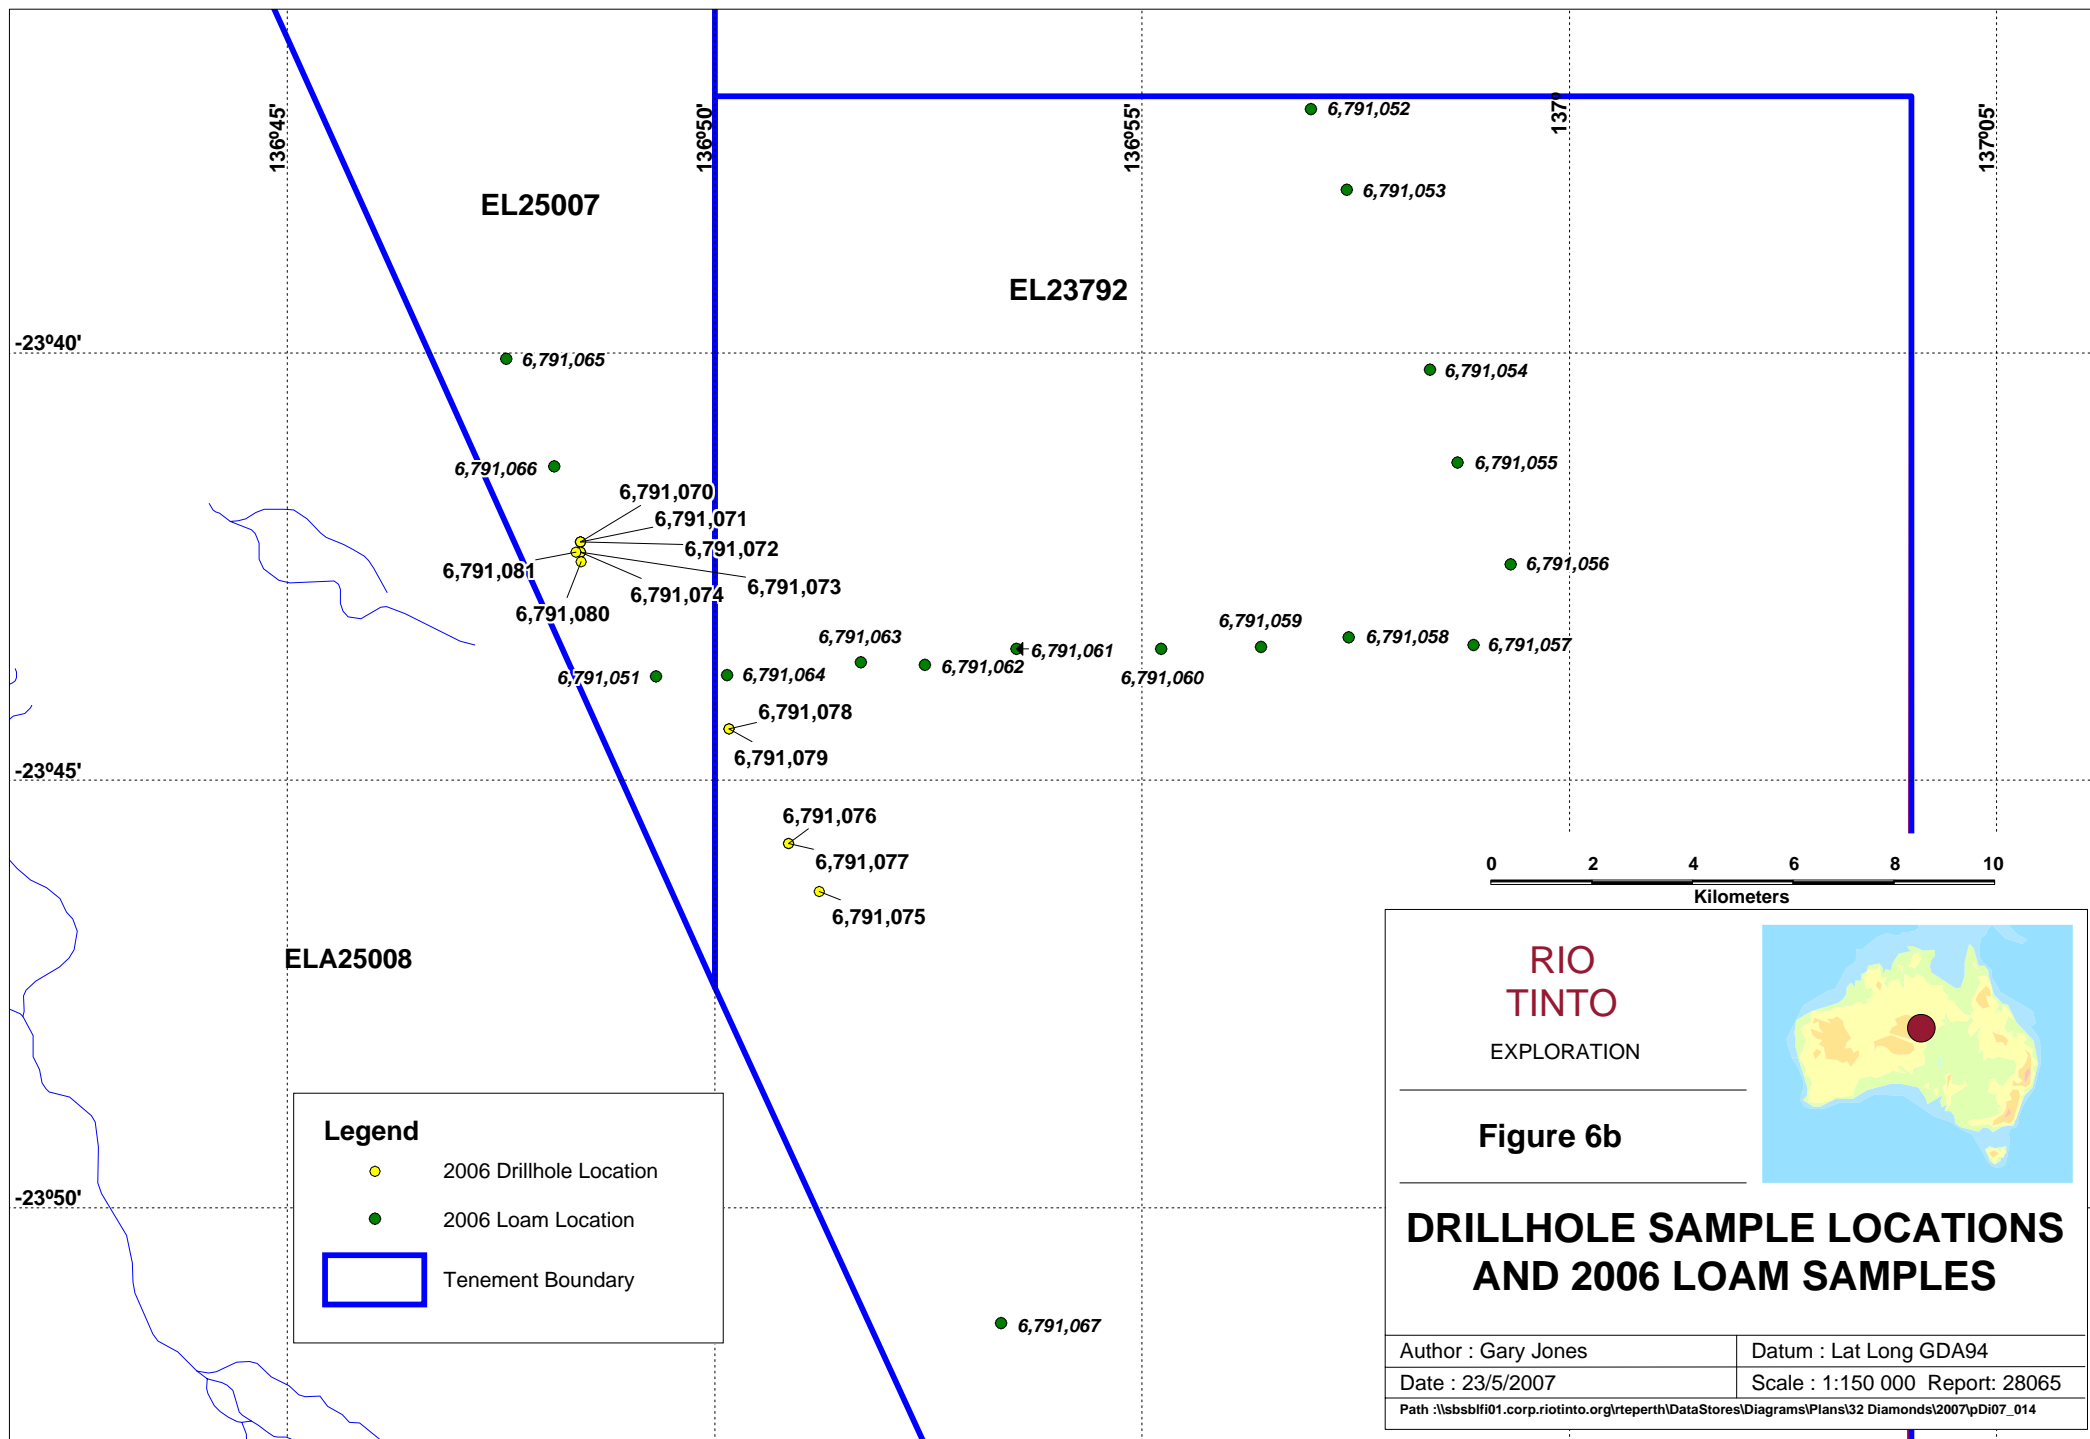 136º45'
136º50'
136º55'
137º
137º05'
6,791,052
6,791,053
EL25007
EL23792
-23º40'
6,791,065
6,791,054
6,791,066
6,791,055
6,791,070
6,791,071
6,791,072
6,791,081
6,791,073
6,791,074
6,791,080
6,791,056
6,791,063
6,791,059
6,791,058
6,791,057
6,791,061
6,791,062
6,791,060
6,791,051
6,791,064
6,791,078
6,791,079
-23º45'
6,791,076
6,791,077
6,791,075
0 2 4 6 8 10
Kilometers
ELA25008
RIO
TINTO
EXPLORATION
Figure 6b
Legend
2006 Drillhole Location
2006 Loam Location
Tenement Boundary
-23º50'
6,791,067
DRILLHOLE SAMPLE LOCATIONS
AND 2006 LOAM SAMPLES
Author : Gary Jones
Datum : Lat Long GDA94
Date : 23/5/2007
Scale : 1:150 000 Report: 28065
Path :\\sbsblfi01.corp.riotinto.org\rteperth\DataStores\Diagrams\Plans\32 Diamonds\2007\pDi07_014